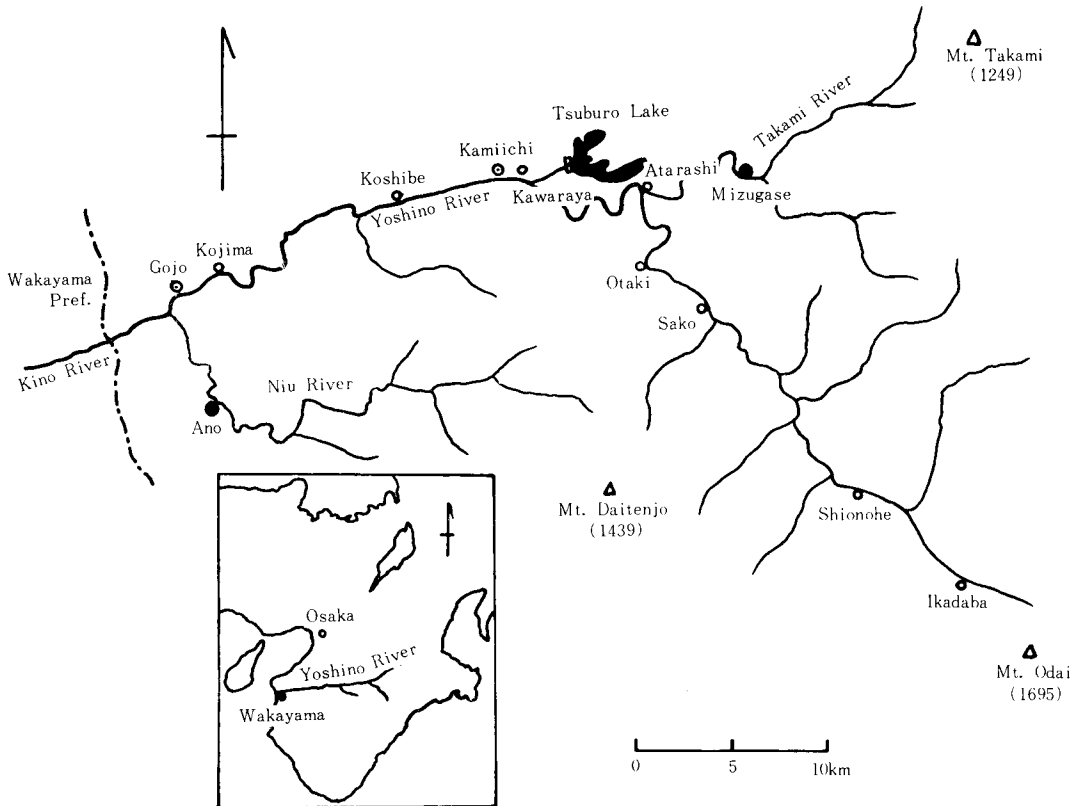 Mt. Takami
(1249)
Takami River
Tsuburo Lake
Kamiichi
Atarashi
Koshibe
Mizugase
Kawaraya
Yoshino River
Kojima
Gojo
Wakayama
Pref.
Otaki
Sako
Kino River
Niu River
Ano
Mt. Daitenjo
(1439)
Shionohe
Ikadaba
Mt. Odai
(1695)
Osaka
Yoshino River
Wakayama
0 5 10km